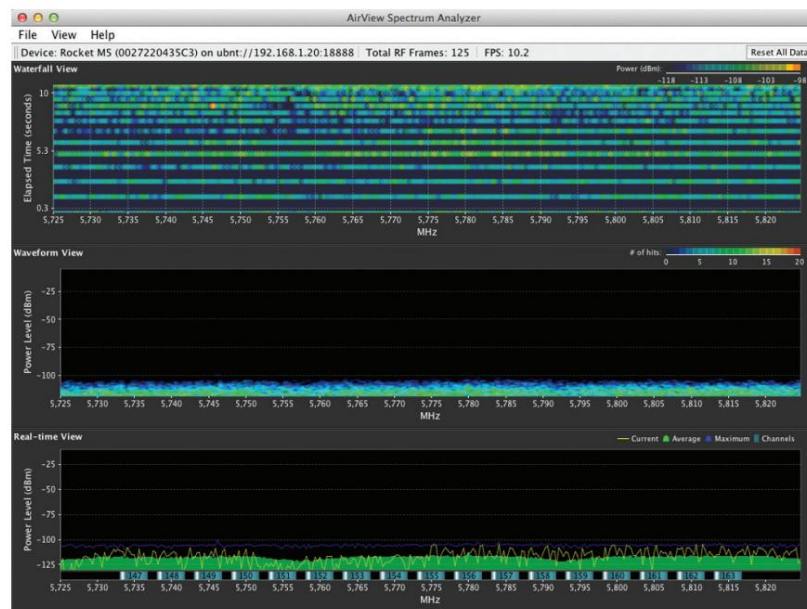 AirView Spectrum Analyzer
File View Help
Device: Rocket M5 (0027220435C3) on ubnt://192.168.1.20:18888 Total RF Frames: 125 FPS: 10.2 Reset All Data
Waterfall View
Power (dBm):
-118 -113 -108 -103 -98
Elapsed Time (seconds)
10
5.3
0.3
5,725 5,730 5,735 5,740 5,745 5,750 5,755 5,760 5,765 5,770 5,775 5,780 5,785 5,790 5,795 5,800 5,805 5,810 5,815 5,820
MHz
Waveform View
# of hits:
0 5 10 15 20
Power Level (dBm)
-25
-50
-75
-100
5,725 5,730 5,735 5,740 5,745 5,750 5,755 5,760 5,765 5,770 5,775 5,780 5,785 5,790 5,795 5,800 5,805 5,810 5,815 5,820
MHz
Real-time View
Current Average Maximum Channels
Power Level (dBm)
-25
-50
-75
-100
-125
147 148 149 150 151 152 153 154 155 156 157 158 159 160 161 162 163
5,725 5,730 5,735 5,740 5,745 5,750 5,755 5,760 5,765 5,770 5,775 5,780 5,785 5,790 5,795 5,800 5,805 5,810 5,815 5,820
MHz